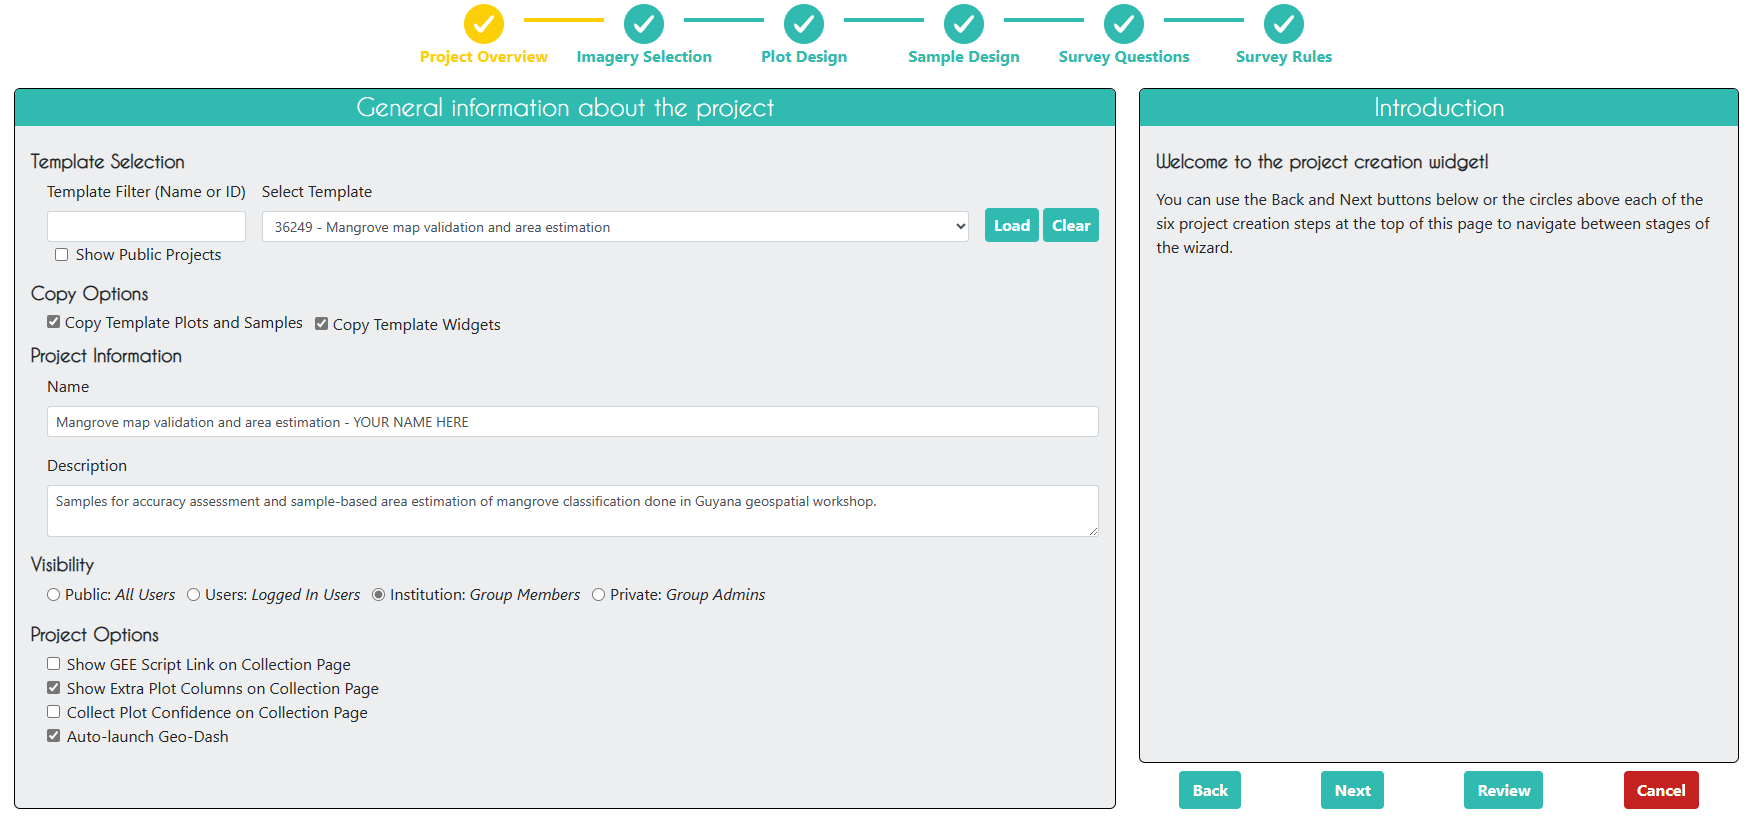 Project Overview
Imagery Selection
Plot Design
Sample Design
Survey Questions
Survey Rules
General information about the project
Template Selection
Template Filter (Name or ID)
Select Template
36249 - Mangrove map validation and area estimation
Load
Clear
Show Public Projects
Copy Options
Copy Template Plots and Samples
Copy Template Widgets
Project Information
Name
Mangrove map validation and area estimation - YOUR NAME HERE
Description
Samples for accuracy assessment and sample-based area estimation of mangrove classification done in Guyana geospatial workshop.
Visibility
Public: All Users
Users: Logged In Users
Institution: Group Members
Private: Group Admins
Project Options
Show GEE Script Link on Collection Page
Show Extra Plot Columns on Collection Page
Collect Plot Confidence on Collection Page
Auto-launch Geo-Dash
Introduction
Welcome to the project creation widget!
You can use the Back and Next buttons below or the circles above each of the
six project creation steps at the top of this page to navigate between stages of
the wizard.
Back
Next
Review
Cancel